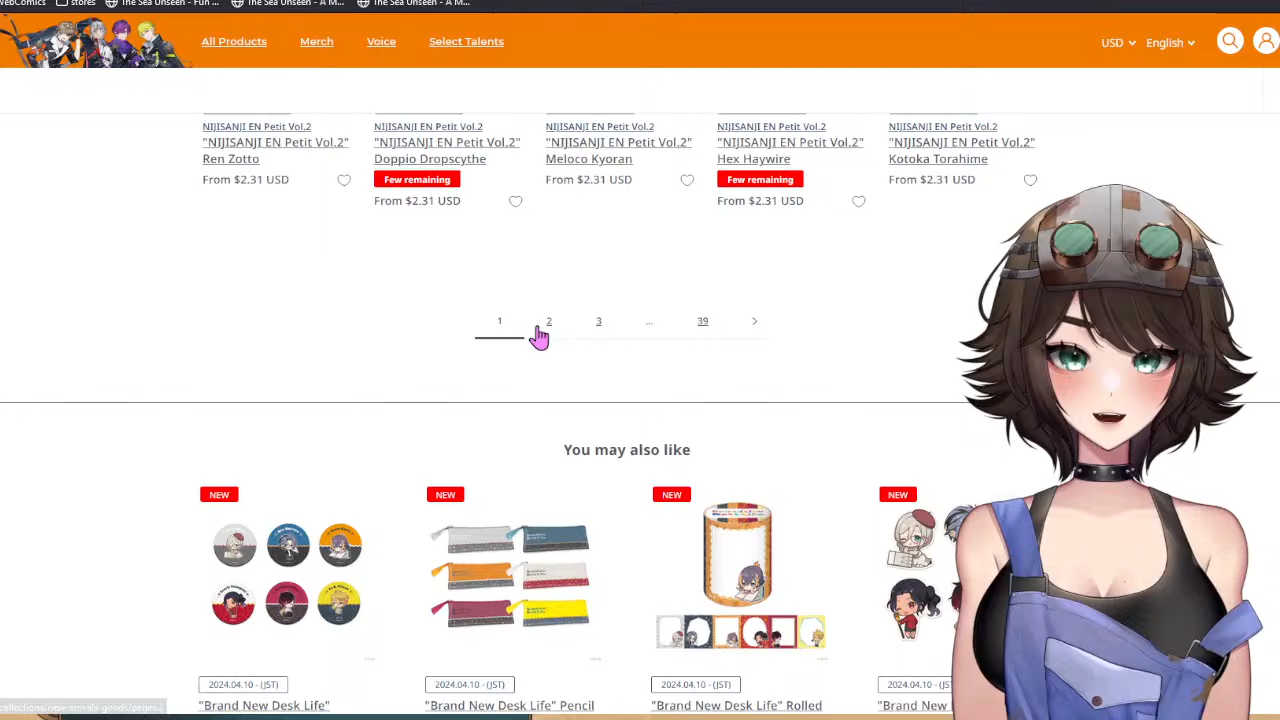 stores
The Sea Unseen - Fun ...
The Sea Unseen - A M...
The Sea Unseen - A M...
All Products
Merch
Voice
Select Talents
USD
English
NIJISANJI EN Petit Vol.2
"NIJISANJI EN Petit Vol.2"
Ren Zotto
From $2.31 USD
NIJISANJI EN Petit Vol.2
"NIJISANJI EN Petit Vol.2"
Doppio Dropscythe
Few remaining
From $2.31 USD
NIJISANJI EN Petit Vol.2
"NIJISANJI EN Petit Vol.2"
Meloco Kyoran
From $2.31 USD
NIJISANJI EN Petit Vol.2
"NIJISANJI EN Petit Vol.2"
Hex Haywire
Few remaining
From $2.31 USD
NIJISANJI EN Petit Vol.2
"NIJISANJI EN Petit Vol.2"
Kotoka Torahime
From $2.31 USD
1 2 3 ... 39
You may also like
NEW
2024.04.10 - (JST)
"Brand New Desk Life"
NEW
2024.04.10 - (JST)
"Brand New Desk Life" Pencil
NEW
2024.04.10 - (JST)
"Brand New Desk Life" Rolled
NEW
2024.04.10 - (JST
"Brand New